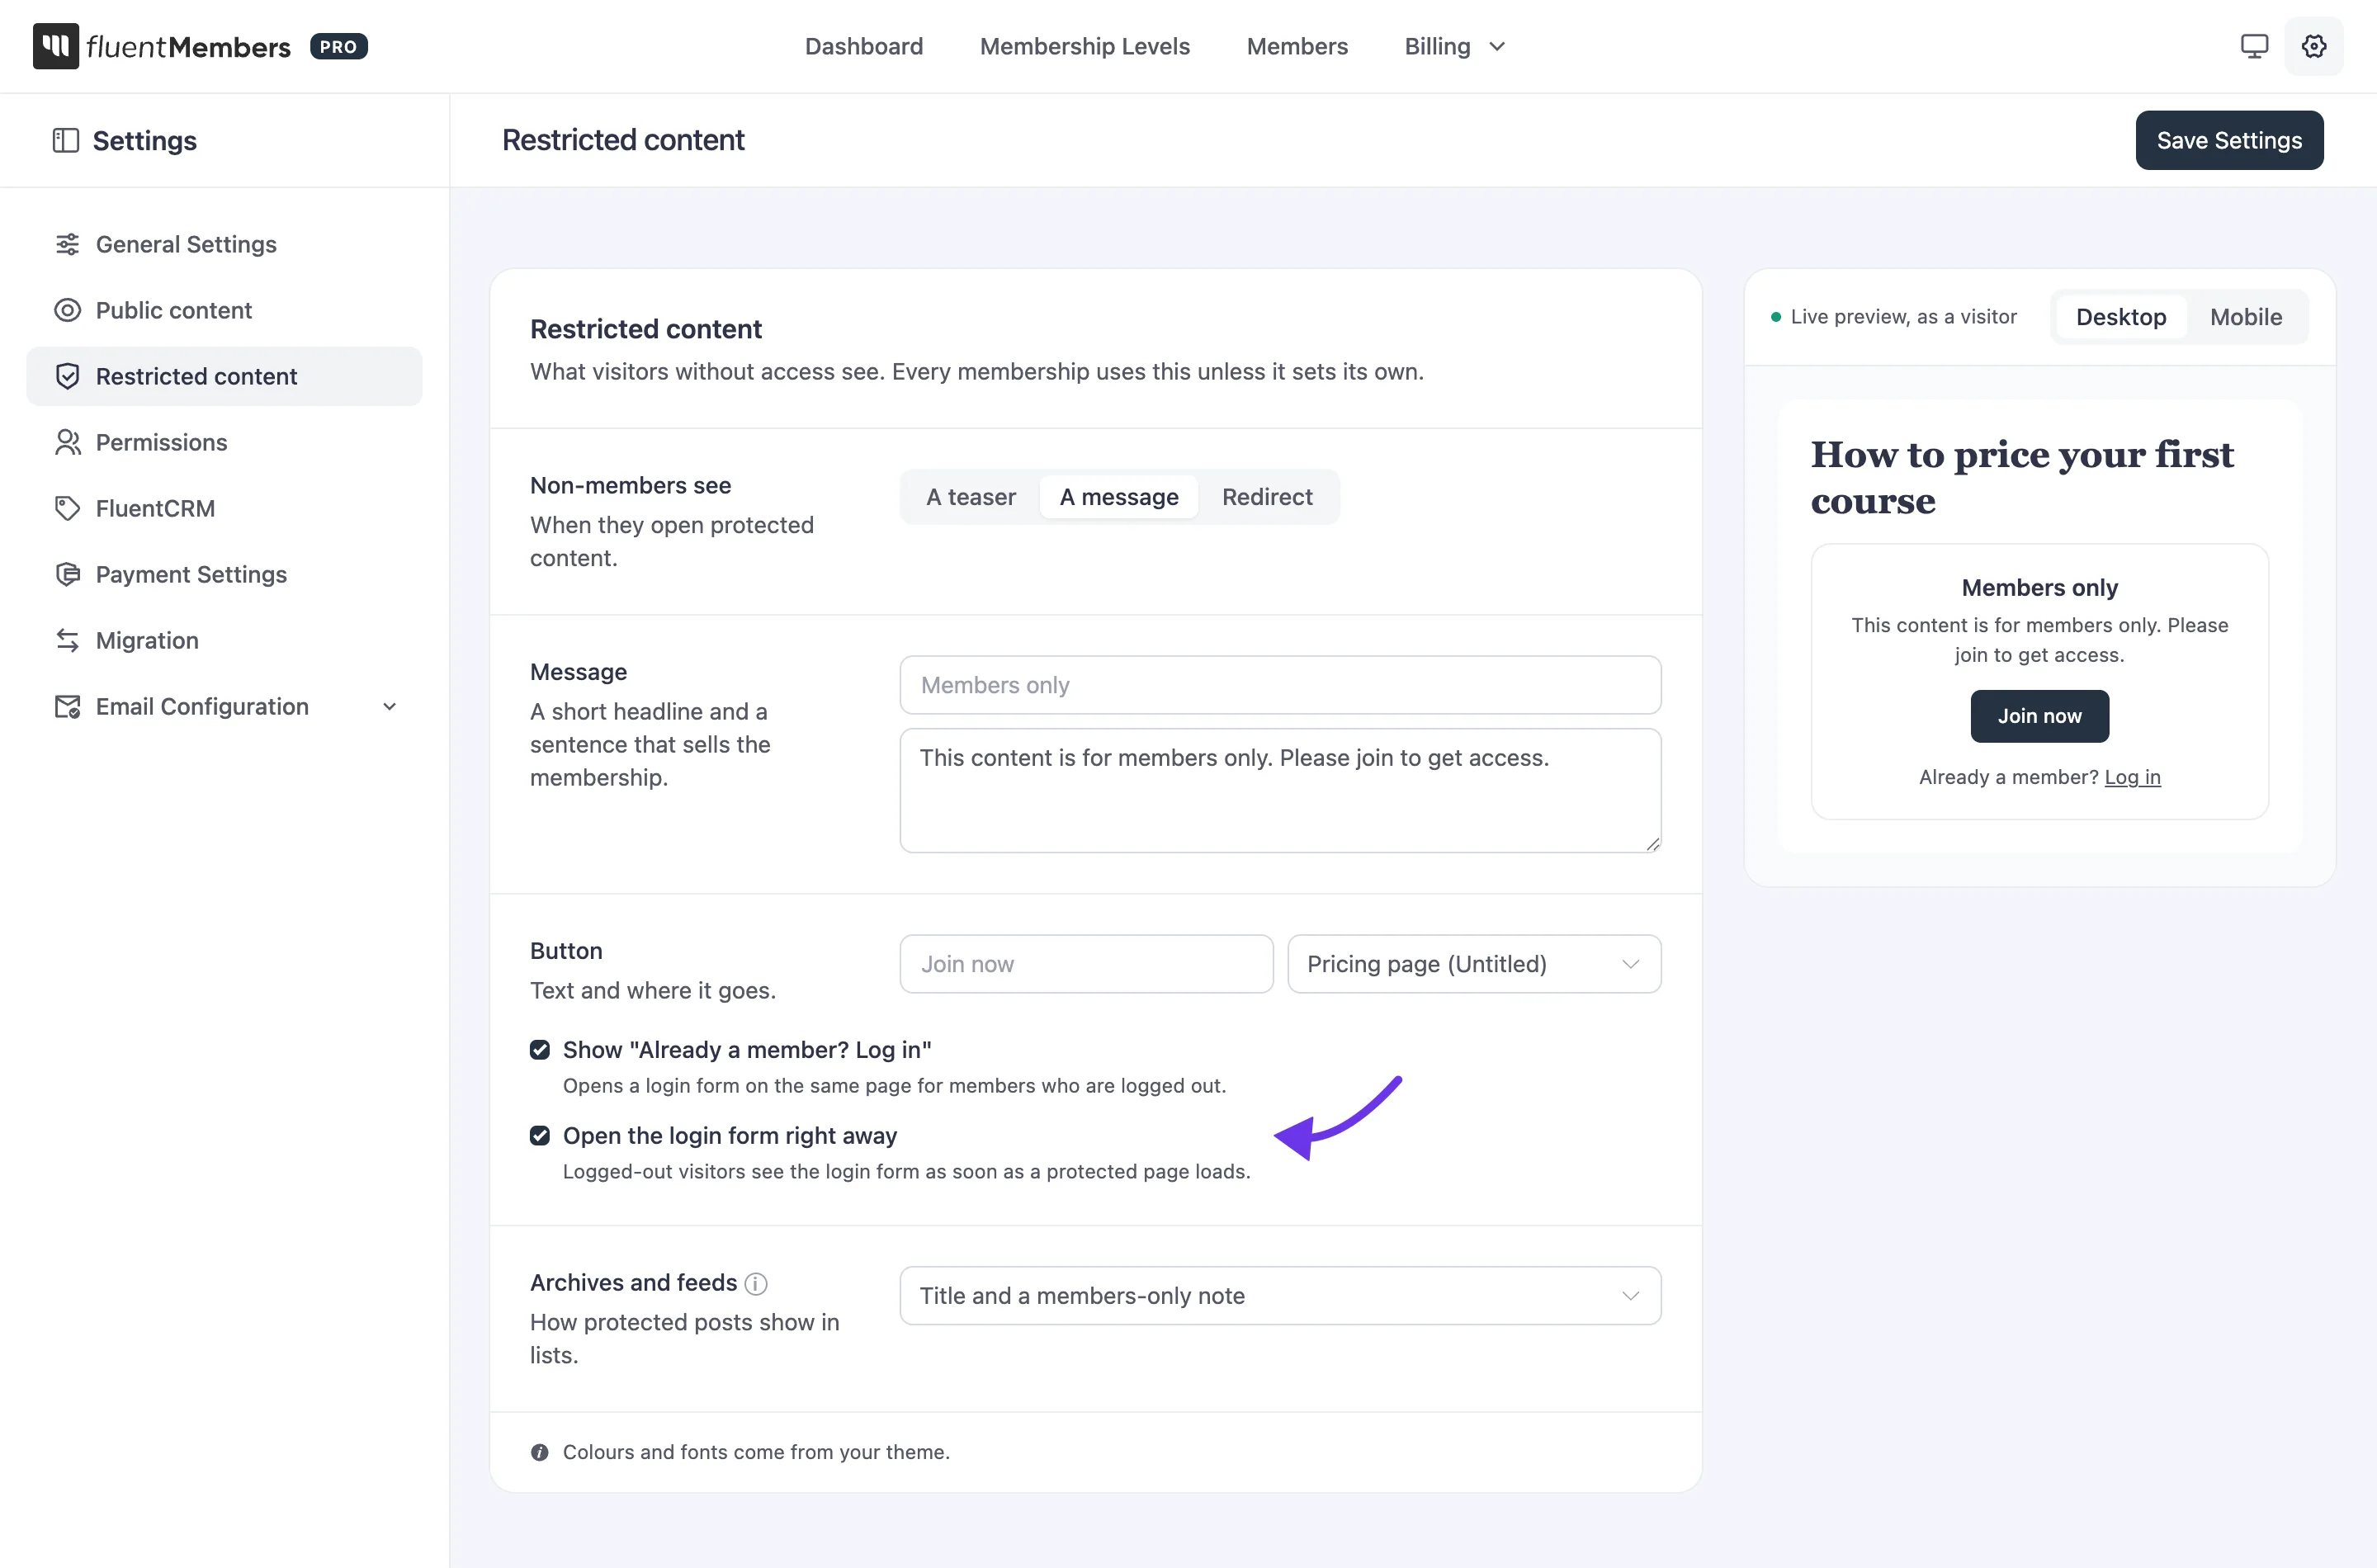 fluentMembers PRO
Dashboard
Membership Levels
Members
Billing
Settings
Restricted content
Save Settings
General Settings
Public content
Restricted content
Permissions
FluentCRM
Payment Settings
Migration
Email Configuration
Restricted content
What visitors without access see. Every membership uses this unless it sets its own.
Non-members see
When they open protected
content.
A teaser
A message
Redirect
Message
A short headline and a
sentence that sells the
membership.
Members only
This content is for members only. Please join to get access.
Button
Text and where it goes.
Join now
Pricing page (Untitled)
Show "Already a member? Log in"
Opens a login form on the same page for members who are logged out.
Open the login form right away
Logged-out visitors see the login form as soon as a protected page loads.
Archives and feeds
How protected posts show in
lists.
Title and a members-only note
Colours and fonts come from your theme.
Live preview, as a visitor
Desktop
Mobile
How to price your first
course
Members only
This content is for members only. Please
join to get access.
Join now
Already a member? Log in